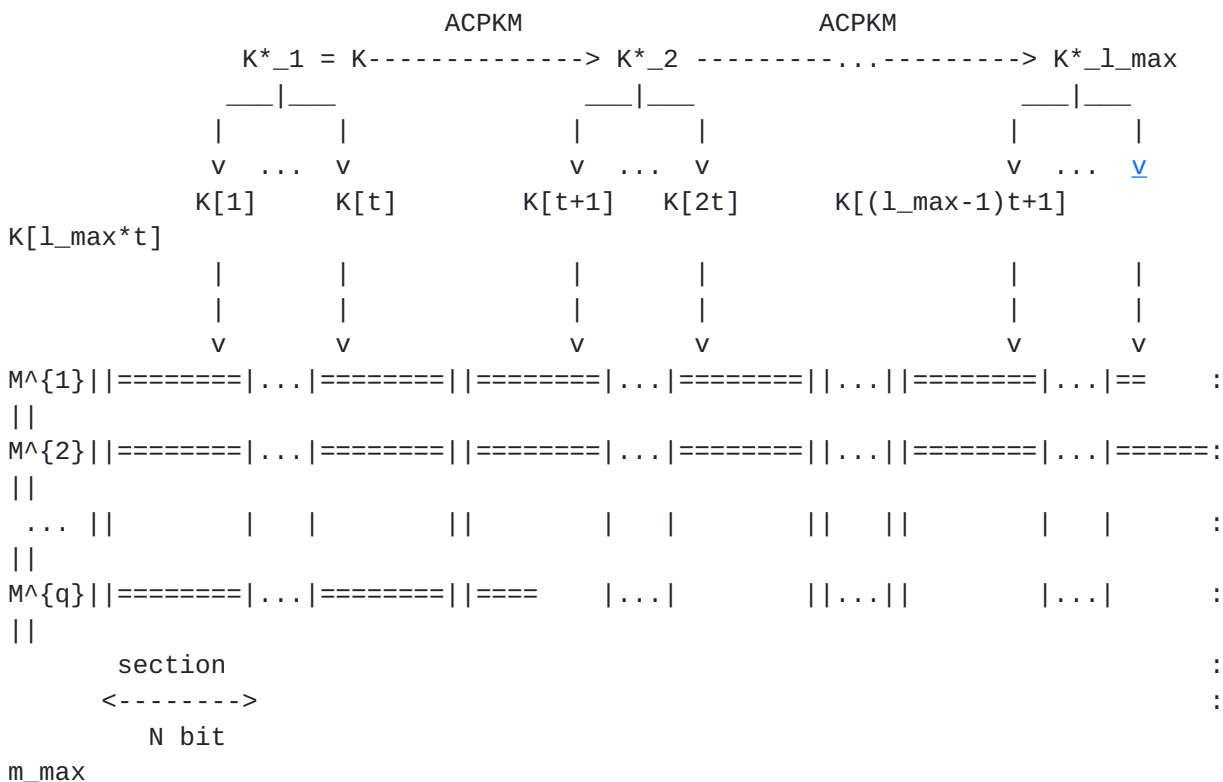 ACPKM                   ACPKM
              K*_1 = K--------------> K*_2 ---------...---------> K*_l_max
             ___|___                ___|___                     ___|___
            |       |              |       |                   |       |
            v  ...  v              v  ...  v                   v  ...  v
           K[1]     K[t]        K[t+1]   K[2t]      K[(l_max-1)t+1]
K[l_max*t]
            |       |              |       |                   |       |
            |       |              |       |                   |       |
            v       v              v       v                   v       v
M^{1}||========|...|========||========|...|========||...||========|...|==    :
||
M^{2}||========|...|========||========|...|========||...||========|...|======:
||
 ... ||        |   |        ||        |   |        ||   ||        |   |      :
||
M^{q}||========|...|========||====    |...|        ||...||        |...|      :
||
       section                                                               :
      <-------->                                                             :
         N bit
m_max